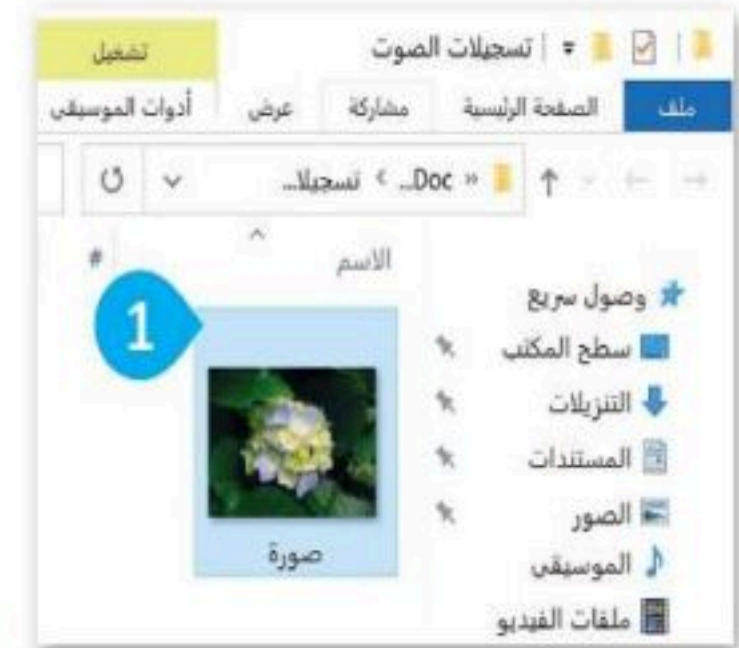 تسجيلات الصوت
تشغيل
ملف
الصفحة الرئيسية
مشاركة
عرض
أدوات الموسيقى
« Doc... › تسجيلا...
الاسم
#
1
صورة
وصول سريع
سطح المكتب
التنزيلات
المستندات
الصور
الموسيقى
ملفات الفيديو